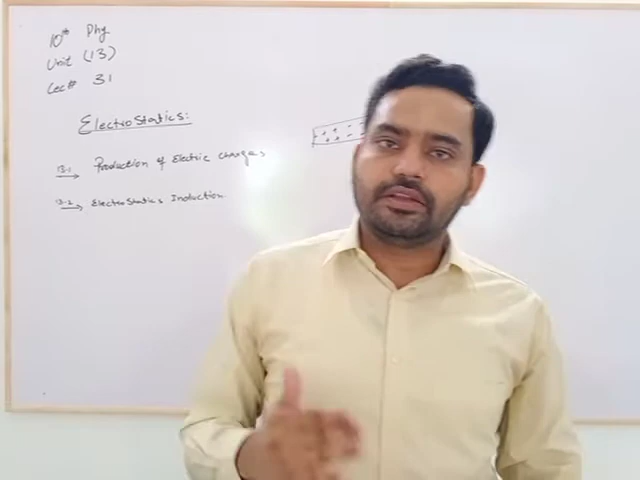 10th Phy
Unit (13)
Lec# 31
ElectroStatics:
13.1 → Production of Electric charges
13.2 → ElectroStatics Induction